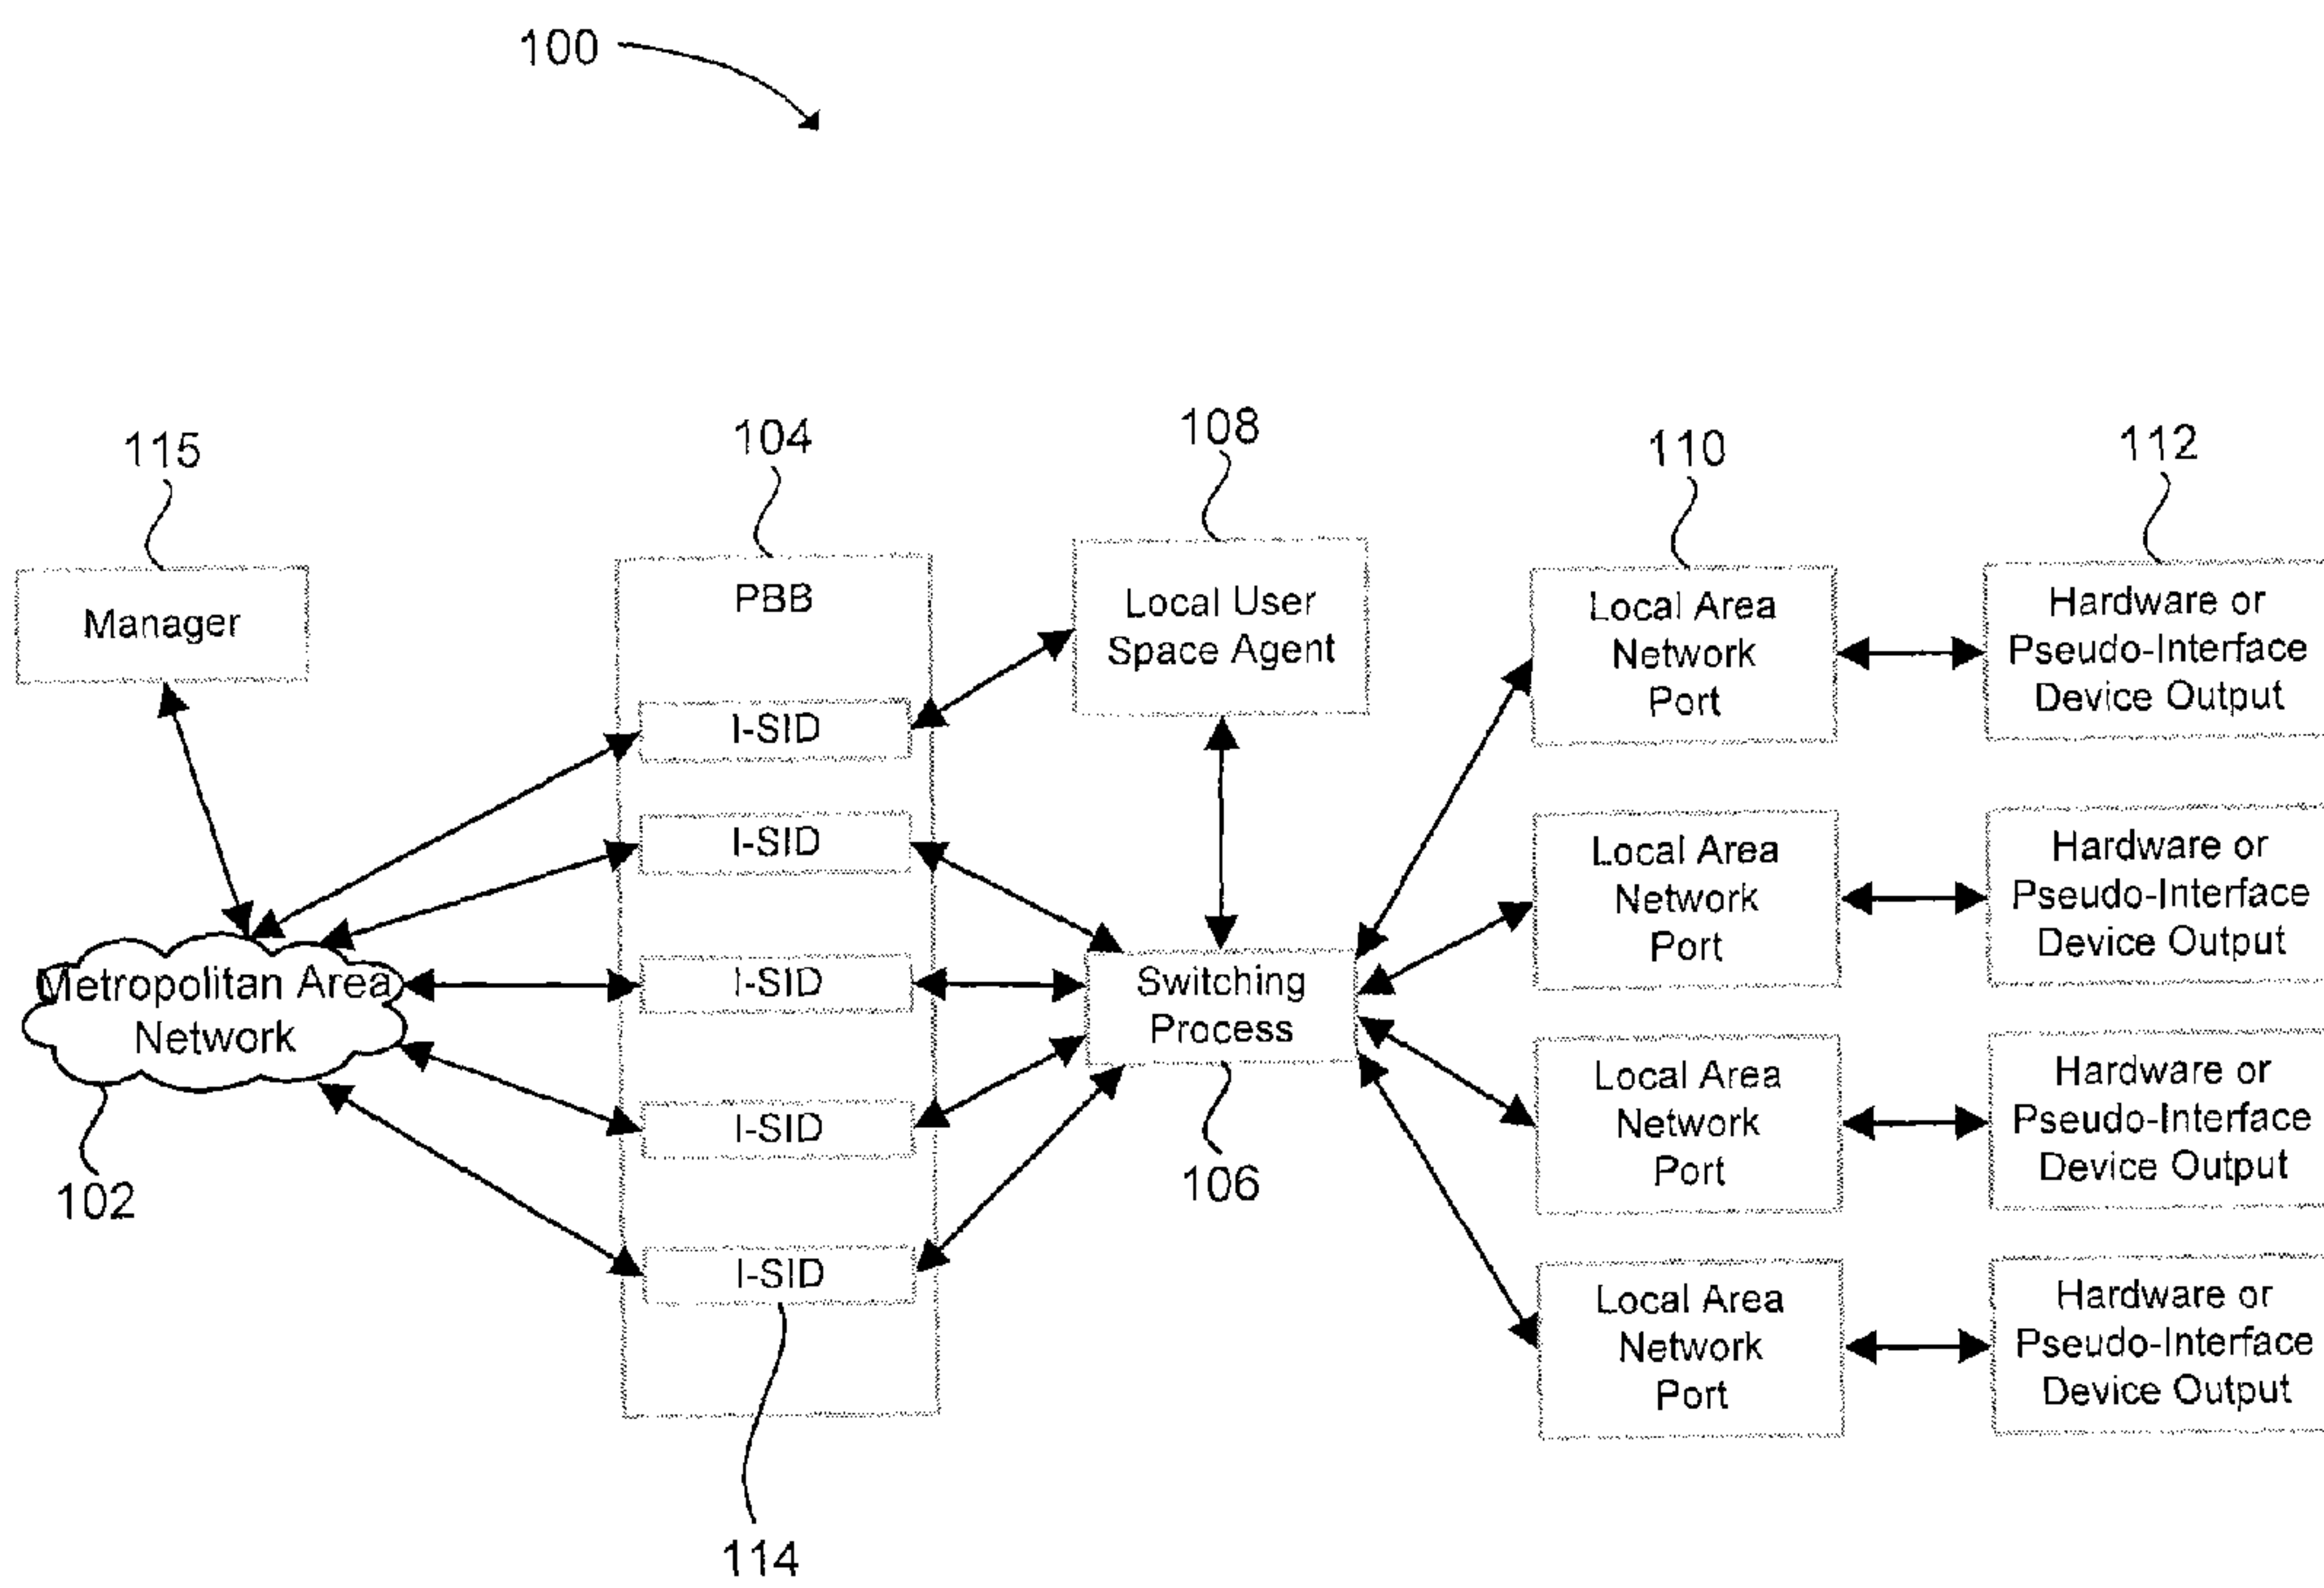 100
115
104
108
110
112
Manager
PBB
Local User
Space Agent
Local Area
Network
Port
Hardware or
Pseudo-Interface
Device Output
I-SID
I-SID
Local Area
Network
Port
Hardware or
Pseudo-Interface
Device Output
Metropolitan Area
Network
I-SID
Switching
Process
Local Area
Network
Port
Hardware or
Pseudo-Interface
Device Output
I-SID
102
106
I-SID
Local Area
Network
Port
Hardware or
Pseudo-Interface
Device Output
114